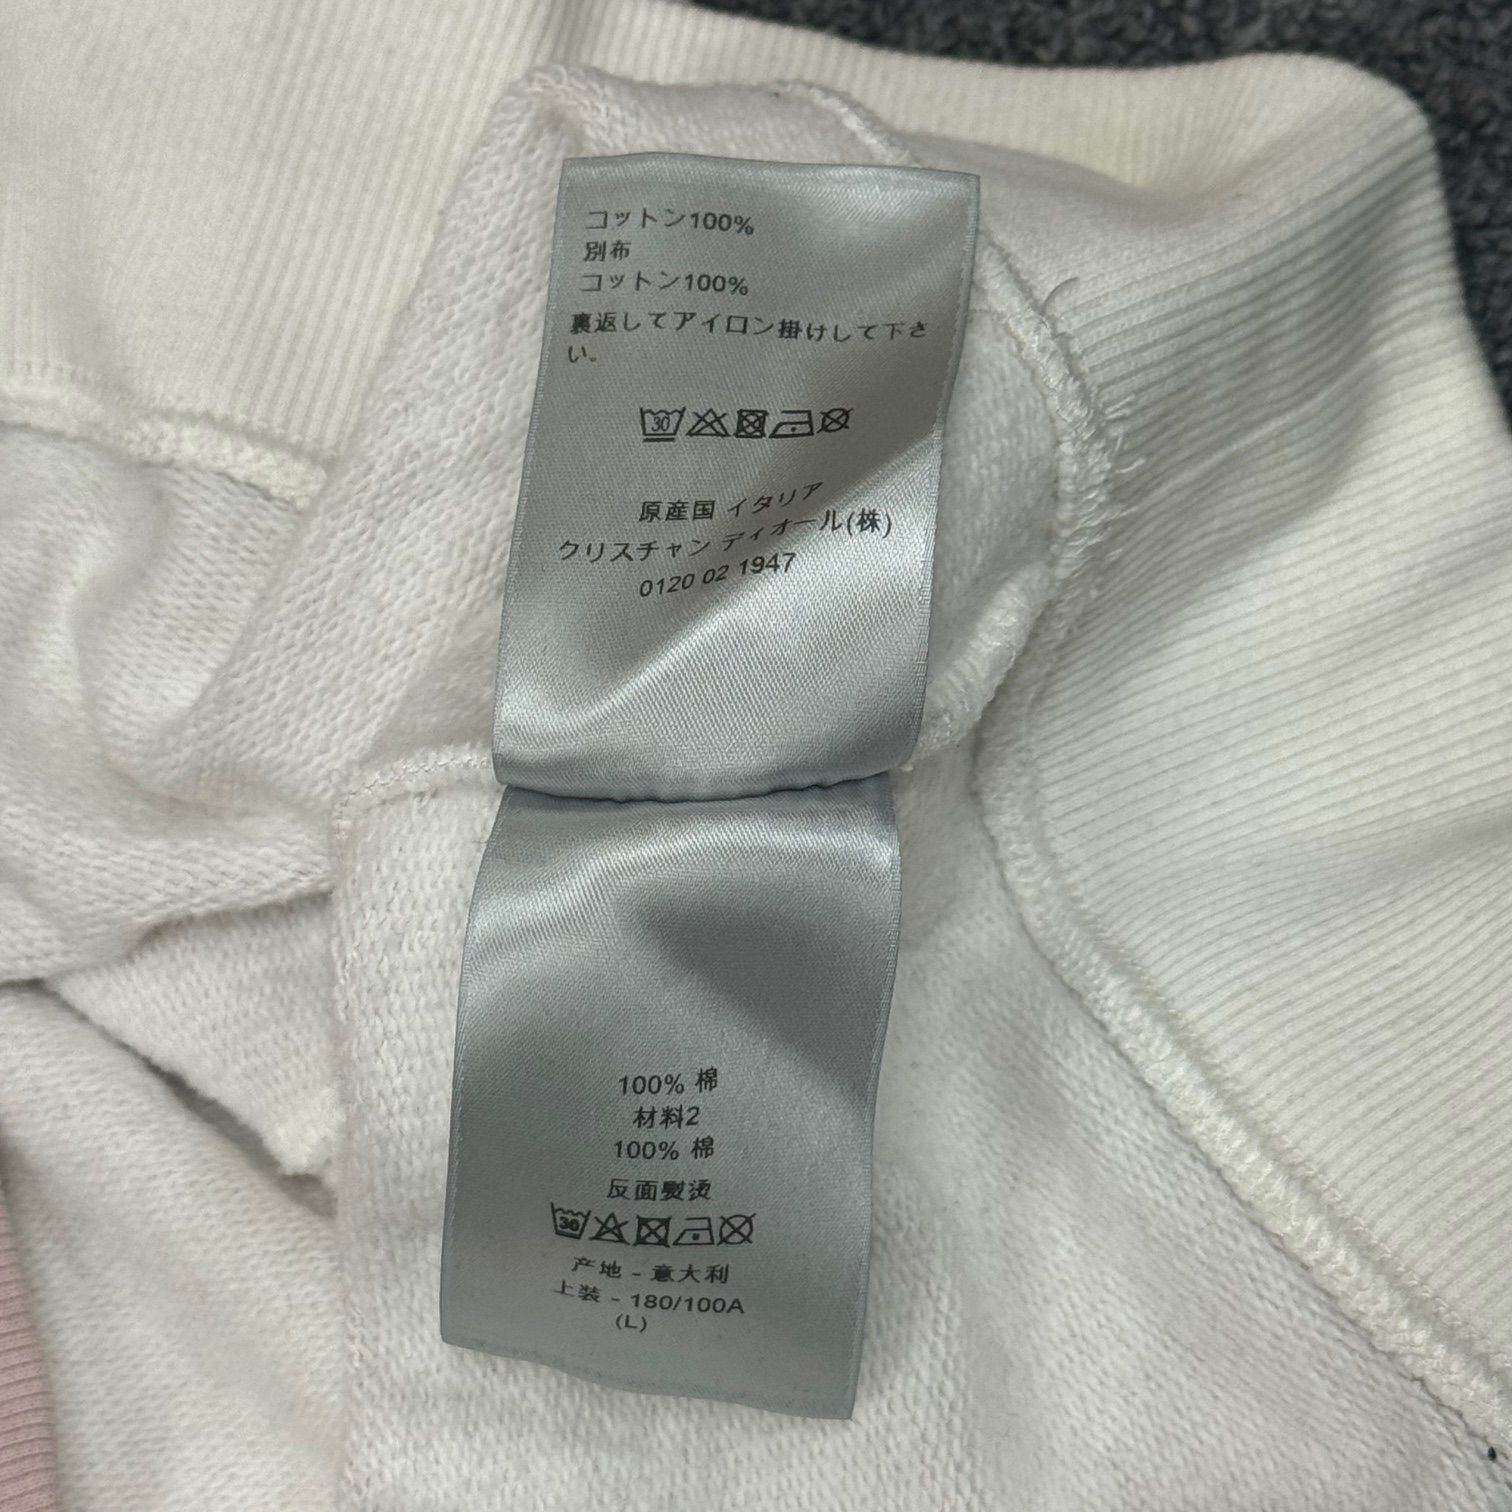 コットン100%
別布
コットン100%
裏返してアイロン掛けして下さ
い。
30
原産国 イタリア
クリスチャン ディオール(株)
0120 02 1947
100% 棉
材料2
100% 棉
反面熨烫
30
产地 - 意大利
上装 - 180/100A
(L)